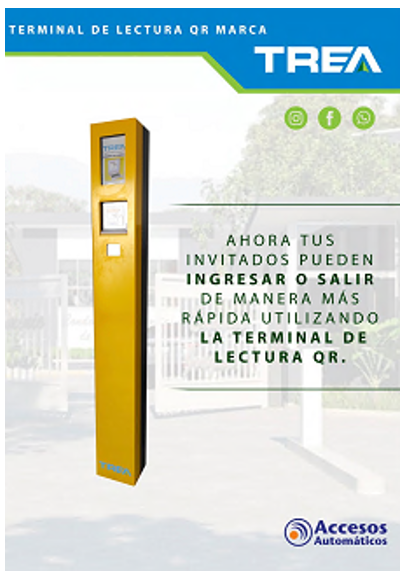 TERMINAL DE LECTURA QR MARCA
TREA
TREA
AHORA TUS
INVITADOS PUEDEN
INGRESAR O SALIR
DE MANERA MÁS
RÁPIDA UTILIZANDO
LA TERMINAL DE
LECTURA QR.
TREA
Accesos
Automáticos